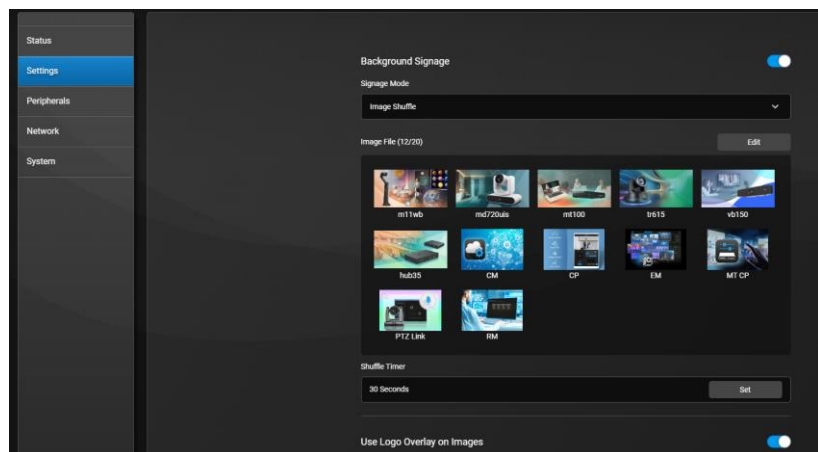 Status
Settings
Peripherals
Network
System
Background Signage
Signage Mode
Image Shuffle
Image File (12/20)
Edit
m11wb
md720uis
mt100
tr615
vb150
hub35
CM
CP
EM
MT CP
PTZ Link
RM
Shuffle Timer
30 Seconds
Set
Use Logo Overlay on Images